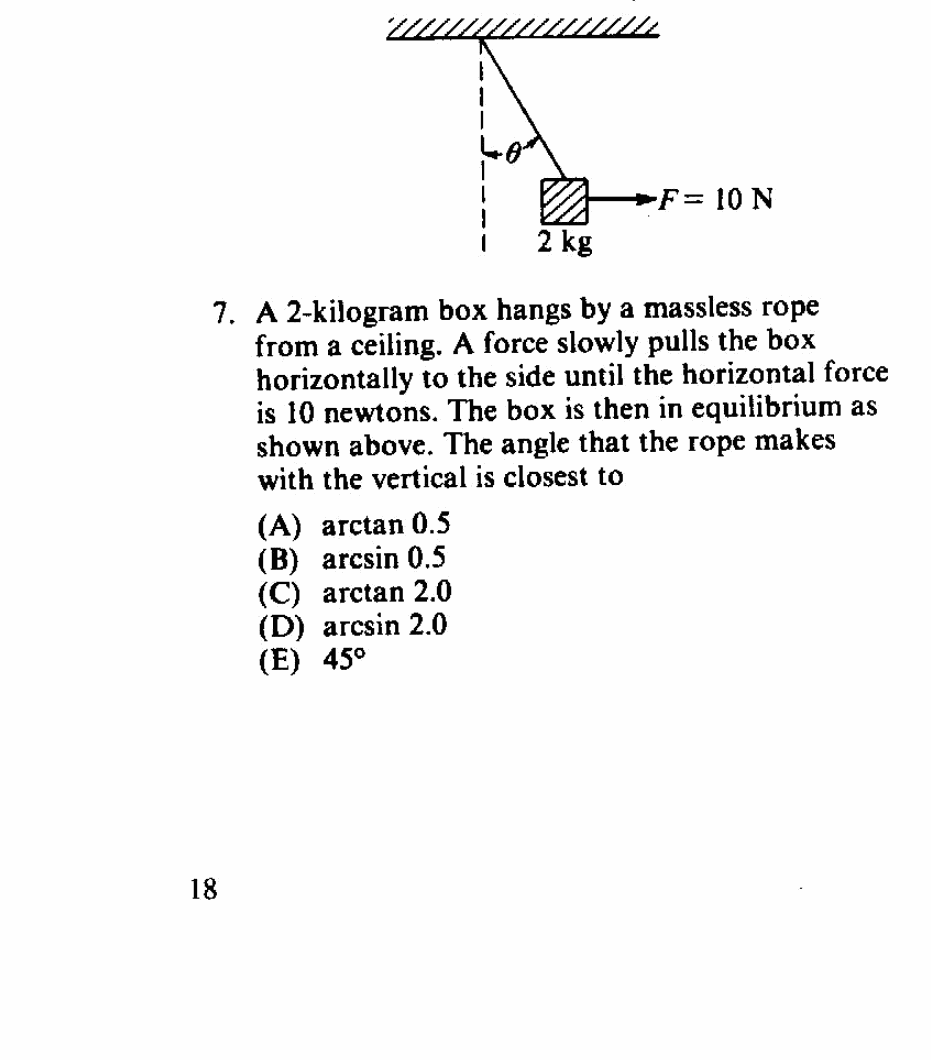 θ
F = 10 N
2 kg
7. A 2-kilogram box hangs by a massless rope
from a ceiling. A force slowly pulls the box
horizontally to the side until the horizontal force
is 10 newtons. The box is then in equilibrium as
shown above. The angle that the rope makes
with the vertical is closest to
(A) arctan 0.5
(B) arcsin 0.5
(C) arctan 2.0
(D) arcsin 2.0
(E) 45°
18